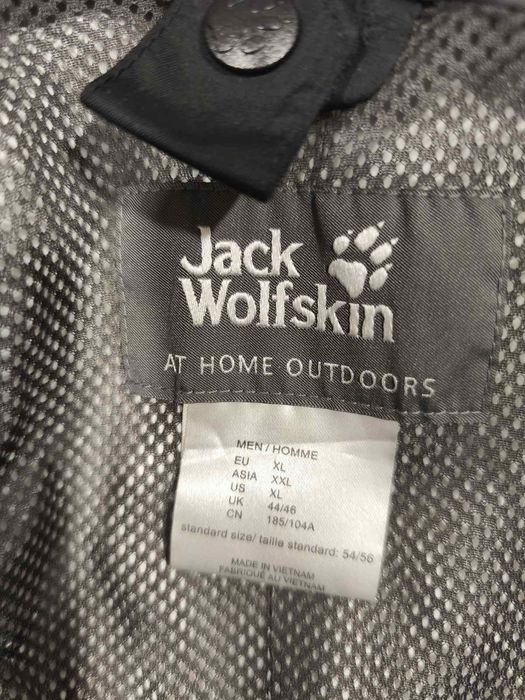 Jack
Wolfskin
AT HOME OUTDOORS
MEN / HOMME
EU XL
ASIA XXL
US XL
UK 44/46
CN 185/104A
standard size/ taille standard: 54/56
MADE IN VIETNAM
FABRIQUÉ AU VIETNAM